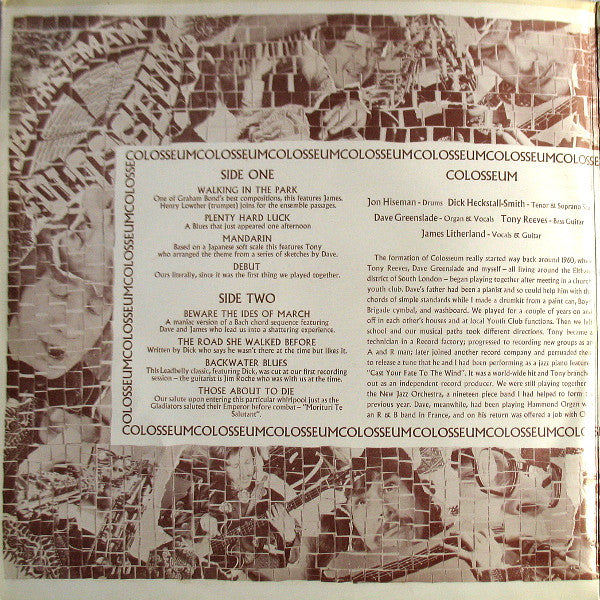 JON HISEMAN
COLOSSEUM
COLOSSEUMCOLOSSEUMCOLOSSEUMCOLOSSEUMCOLOSSEUMCOLOSSEUMCOLOSSEUM
SIDE ONE
WALKING IN THE PARK
One of Graham Bond's best compositions, this features James.
Henry Lowther (trumpet) joins for the ensemble passages.
PLENTY HARD LUCK
A Blues that just appeared one afternoon
MANDARIN
Based on a Japanese soft scale this features Tony
who arranged the theme from a series of sketches by Dave.
DEBUT
Ours literally, since it was the first thing we played together.
SIDE TWO
BEWARE THE IDES OF MARCH
A maniac version of a Bach chord sequence featuring
Dave and James who lead us into a shattering experience.
THE ROAD SHE WALKED BEFORE
Written by Dick who says he wasn't there at the time but likes it.
BACKWATER BLUES
This Leadbelly classic, featuring Dick, was cut at our first recording
session – the guitarist is Jim Roche who was with us at the time.
THOSE ABOUT TO DIE
Our salute upon entering this particular whirlpool just as the
Gladiators saluted their Emperor before combat – "Morituri Te
Salutant".
COLOSSEUM
Jon Hiseman - Drums Dick Heckstall-Smith - Tenor & Soprano
Dave Greenslade - Organ & Vocals Tony Reeves - Bass Guitar
James Litherland - Vocals & Guitar
The formation of Colosseum really started way back around 1960,
Tony Reeves, Dave Greenslade and myself – all living around the
district of South London – began playing together after meeting in a church
youth club. Dave's father had been a pianist and so could help him with the
chords of simple standards while I made a drumkit from a paint can, Boys
Brigade cymbal, and washboard. We played for a couple of years on and
off in each other's houses and at local Youth Club functions. Then we left
school and our musical paths took different directions. Tony became a
technician in a Record factory; progressed to recording new groups as an
A and R man; later joined another record company and persuaded
to release a tune that he and I had been performing as a jazz piano
"Cast Your Fate To The Wind". It was a world-wide hit and Tony
out as an independent record producer. We were still playing together
the New Jazz Orchestra, a nineteen piece band I had helped to form
previous year. Dave, meanwhile, had been playing Hammond Organ
an R & B band in France, and on his return was offered a job with
COLOSSEUMCOLOSSEUMCOLOSSEUMCOLOSSEUMCOLOSSEUMCOLOSSEUMCOLOSSEUM
COLOSSEUMCOLOSSEUMCOLOSSEUMCOLOSSEUM